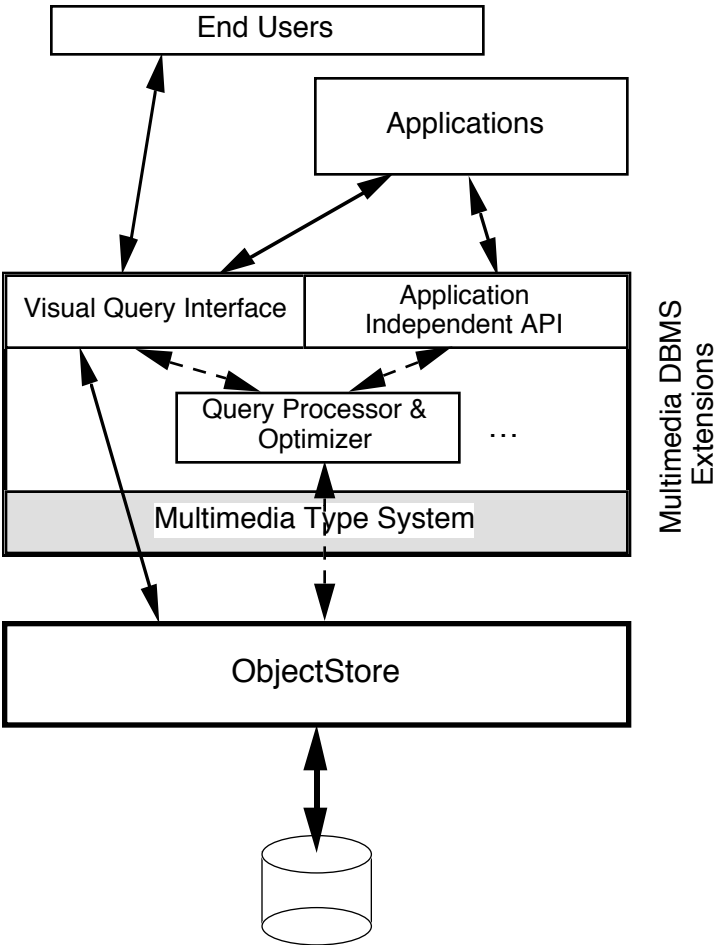 End Users
Applications
Visual Query Interface
Application
Independent API
Query Processor &
Optimizer
...
Multimedia Type System
Multimedia DBMS
Extensions
ObjectStore